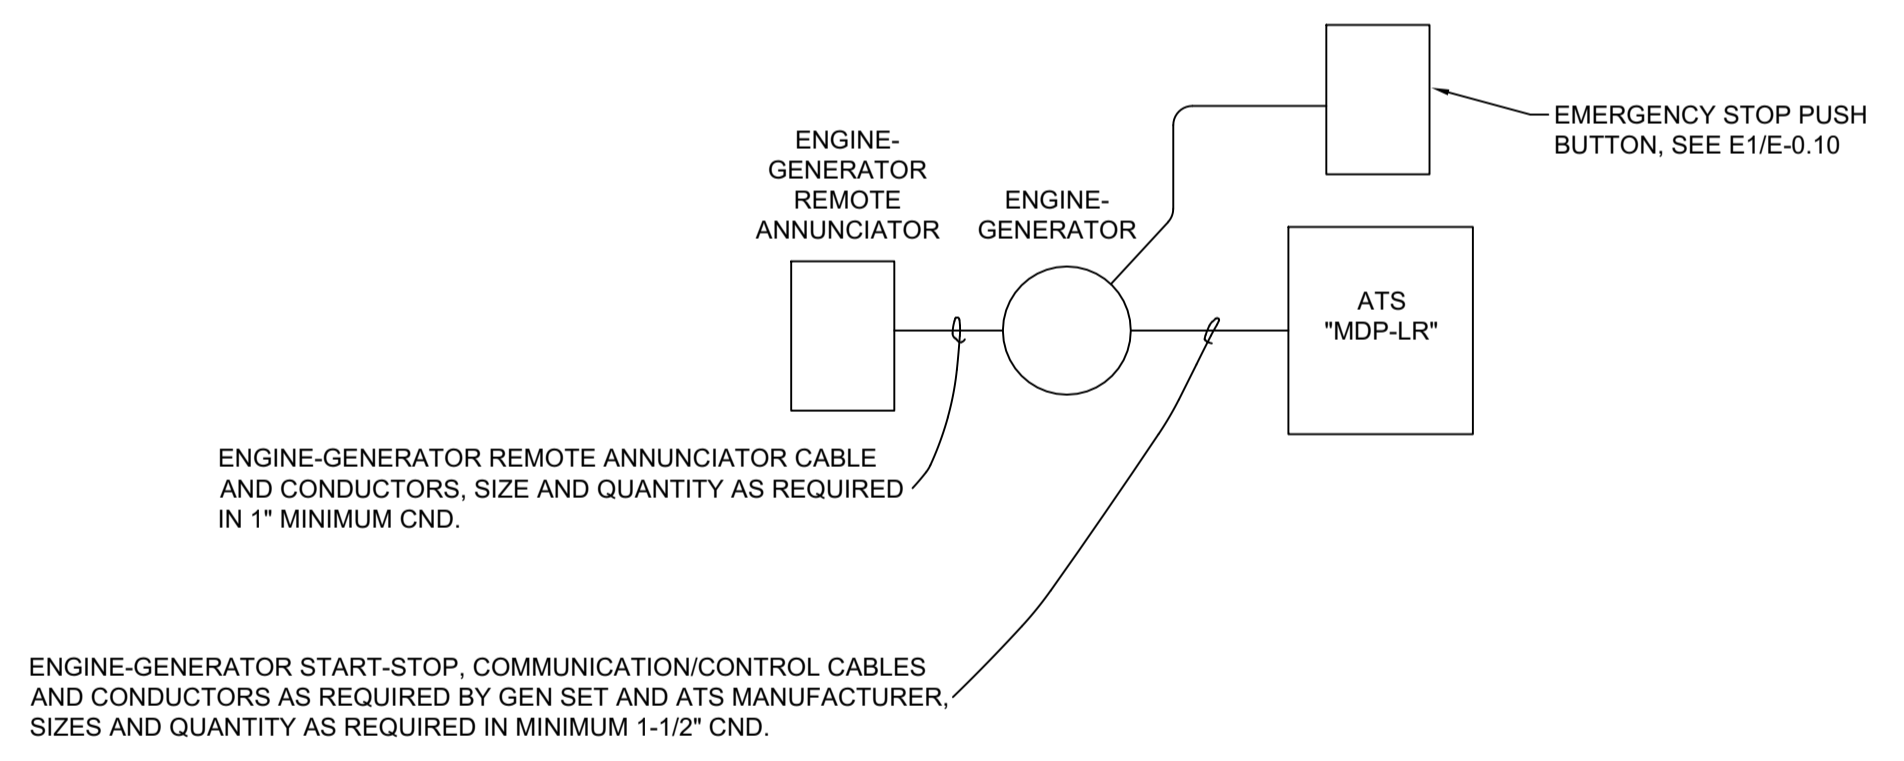 EMERGENCY STOP PUSH
BUTTON, SEE E1/E-0.10
ENGINE-
GENERATOR
REMOTE
ANNUNCIATOR
ENGINE-
GENERATOR
ATS
"MDP-LR"
ENGINE-GENERATOR REMOTE ANNUNCIATOR CABLE
AND CONDUCTORS, SIZE AND QUANTITY AS REQUIRED
IN 1" MINIMUM CND.
ENGINE-GENERATOR START-STOP, COMMUNICATION/CONTROL CABLES
AND CONDUCTORS AS REQUIRED BY GEN SET AND ATS MANUFACTURER,
SIZES AND QUANTITY AS REQUIRED IN MINIMUM 1-1/2" CND.